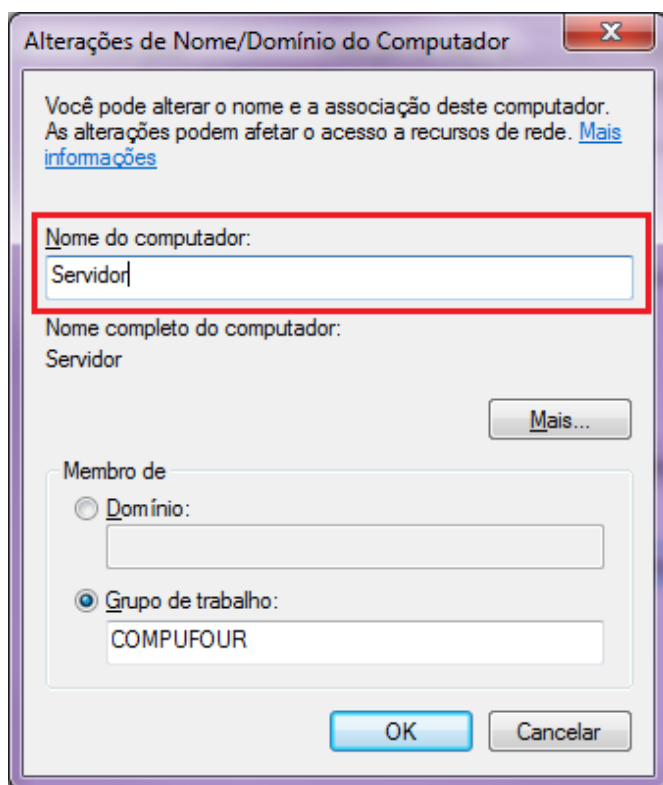 Alterações de Nome/Domínio do Computador
Você pode alterar o nome e a associação deste computador.
As alterações podem afetar o acesso a recursos de rede. Mais
informações
Nome do computador:
Servidor
Nome completo do computador:
Servidor
Mais...
Membro de
Domínio:
Grupo de trabalho:
COMPUFOUR
OK
Cancelar